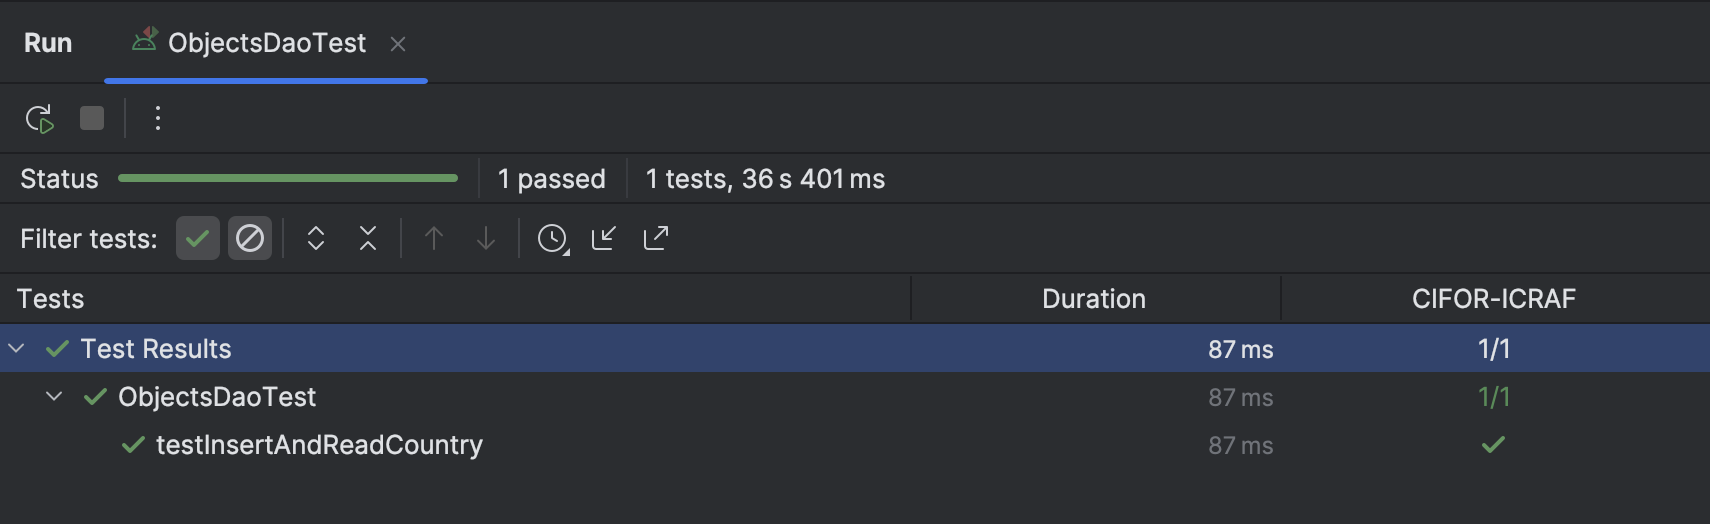 Run ObjectsDaoTest
Status 1 passed 1 tests, 36 s 401 ms
Filter tests:
Tests Duration CIFOR-ICRAF
Test Results 87 ms 1/1
ObjectsDaoTest 87 ms 1/1
testInsertAndReadCountry 87 ms